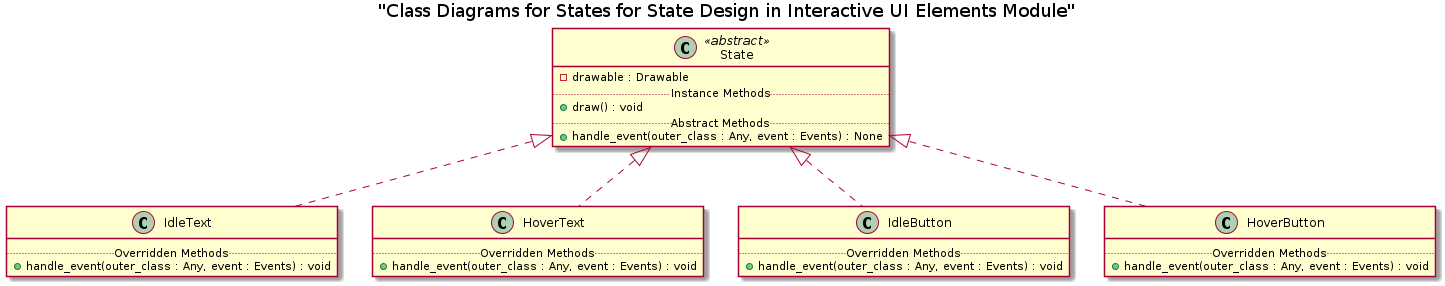 "Class Diagrams for States for State Design in Interactive UI Elements Module"
C «abstract»
State
drawable : Drawable
Instance Methods
draw() : void
Abstract Methods
handle_event(outer_class : Any, event : Events) : None
C IdleText
Overridden Methods
handle_event(outer_class : Any, event : Events) : void
C HoverText
Overridden Methods
handle_event(outer_class : Any, event : Events) : void
C IdleButton
Overridden Methods
handle_event(outer_class : Any, event : Events) : void
C HoverButton
Overridden Methods
handle_event(outer_class : Any, event : Events) : void